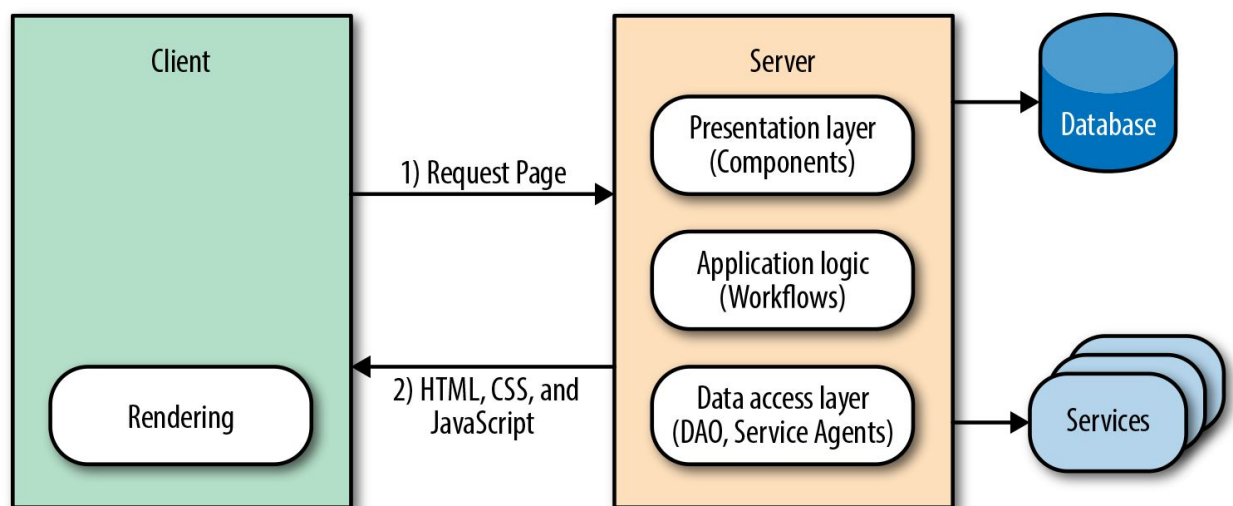 Client
Server
Database
Presentation layer
(Components)
1) Request Page
Application logic
(Workflows)
2) HTML, CSS, and
JavaScript
Rendering
Data access layer
(DAO, Service Agents)
Services